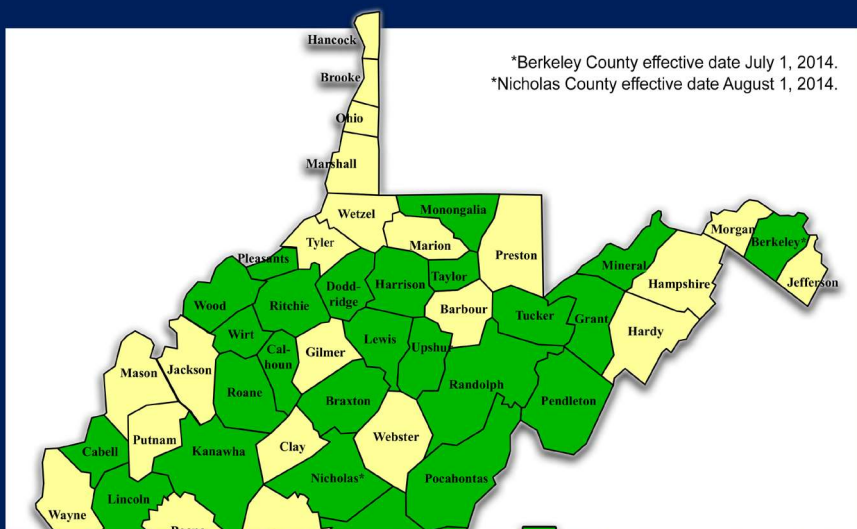 Hancock
*Berkeley County effective date July 1, 2014.
Brooke
*Nicholas County effective date August 1, 2014.
Ohio
Marshall
Wetzel
Monongalia
Morgan
Tyler
Marion
Berkeley*
Pleasants
Preston
Mineral
Taylor
Harrison
Hampshire
Jefferson
Dodd-
ridge
Wood
Ritchie
Barbour
Tucker
Grant
Wirt
Hardy
Lewis
Upshur
Cal-
houn
Gilmer
Jackson
Mason
Randolph
Roane
Braxton
Pendleton
Putnam
Webster
Clay
Cabell
Kanawha
Nicholas*
Pocahontas
Lincoln
Wayne